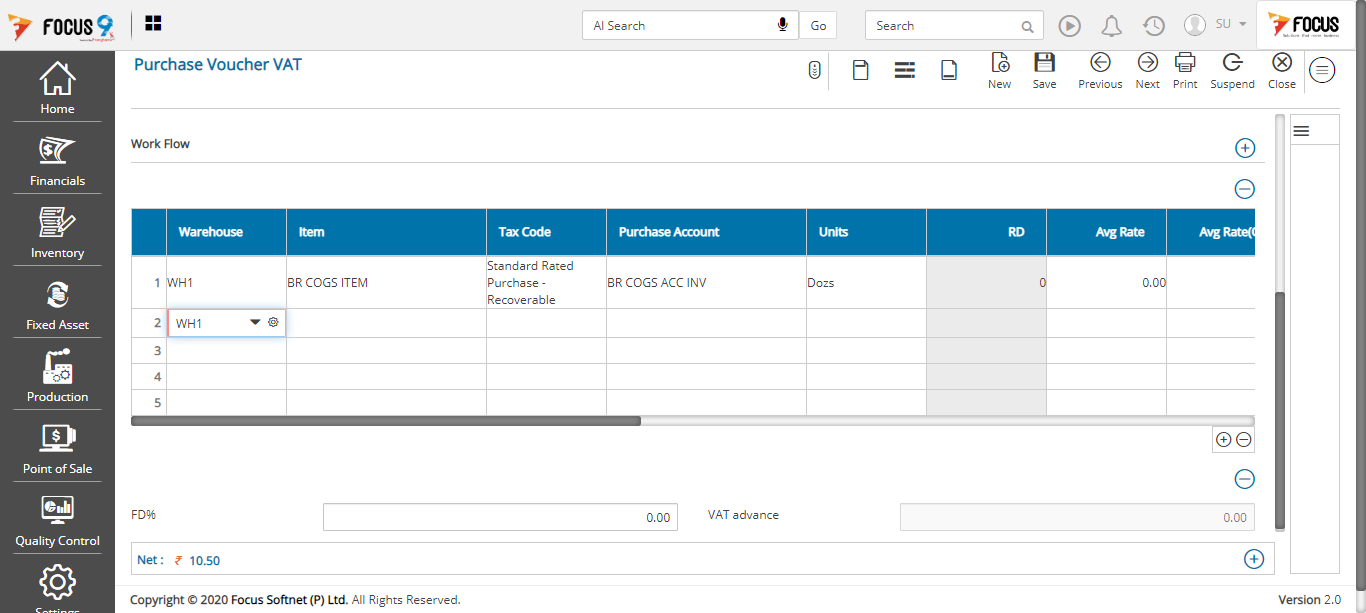 FOCUS 9
AI Search
Go
Search
SU
FOCUS
Home
Financials
Inventory
Fixed Asset
Production
Point of Sale
Quality Control
Settings
Purchase Voucher VAT
New
Save
Previous
Next
Print
Suspend
Close
Work Flow
Warehouse Item Tax Code Purchase Account Units RD Avg Rate Avg Rate(
1 WH1 BR COGS ITEM Standard Rated Purchase - Recoverable BR COGS ACC INV Dozs 0 0.00
2 WH1
3
4
5
FD% 0.00 VAT advance 0.00
Net : ₹ 10.50
Copyright © 2020 Focus Softnet (P) Ltd. All Rights Reserved.
Version 2.0